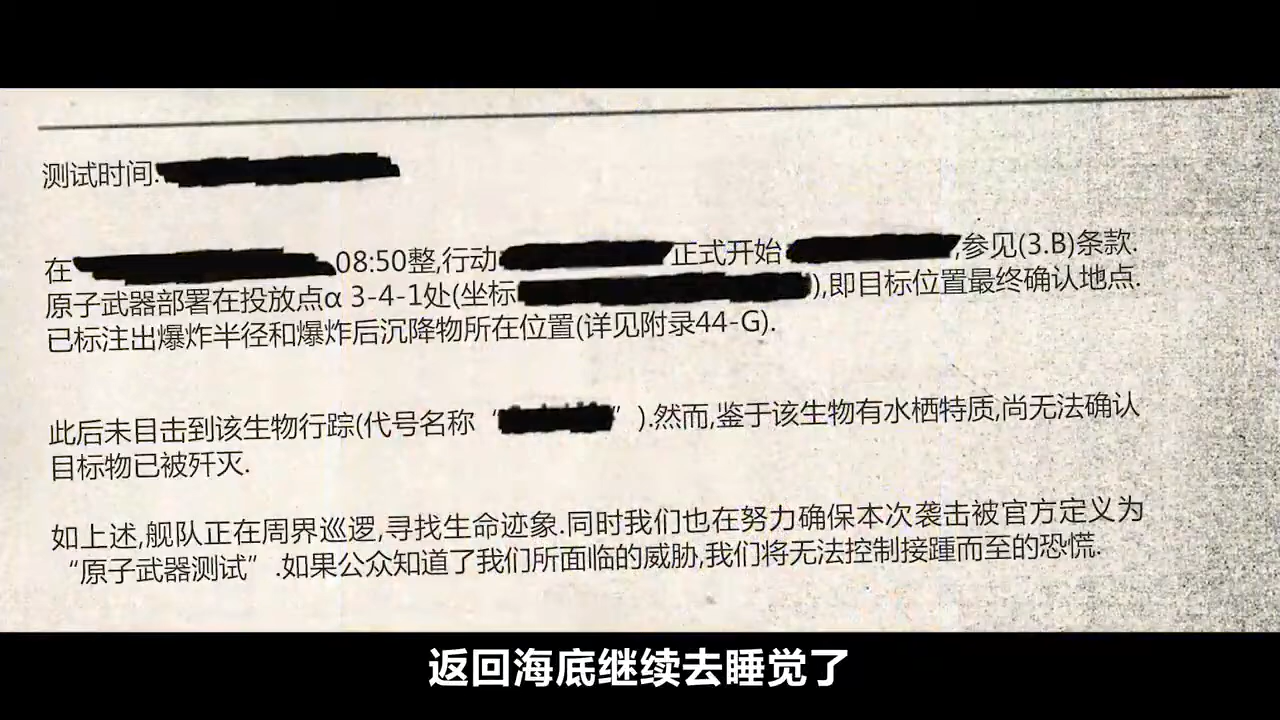 测试时间:
在 08:50整,行动 正式开始 ,参见(3.B)条款.
原子武器部署在投放点α 3-4-1处(坐标 ),即目标位置最终确认地点.
已标注出爆炸半径和爆炸后沉降物所在位置(详见附录44-G).
此后未目击到该生物行踪(代号名称“ ”).然而,鉴于该生物有水栖特质,尚无法确认
目标物已被歼灭.
如上述,舰队正在周界巡逻,寻找生命迹象.同时我们也在努力确保本次袭击被官方定义为
“原子武器测试”.如果公众知道了我们所面临的威胁,我们将无法控制接踵而至的恐慌.
返回海底继续去睡觉了